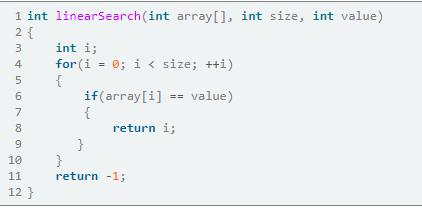 1 int linearSearch(int array[], int size, int value)
2 {
3     int i;
4     for(i = 0; i < size; ++i)
5     {
6         if(array[i] == value)
7         {
8             return i;
9        }
10     }
11     return -1;
12 }